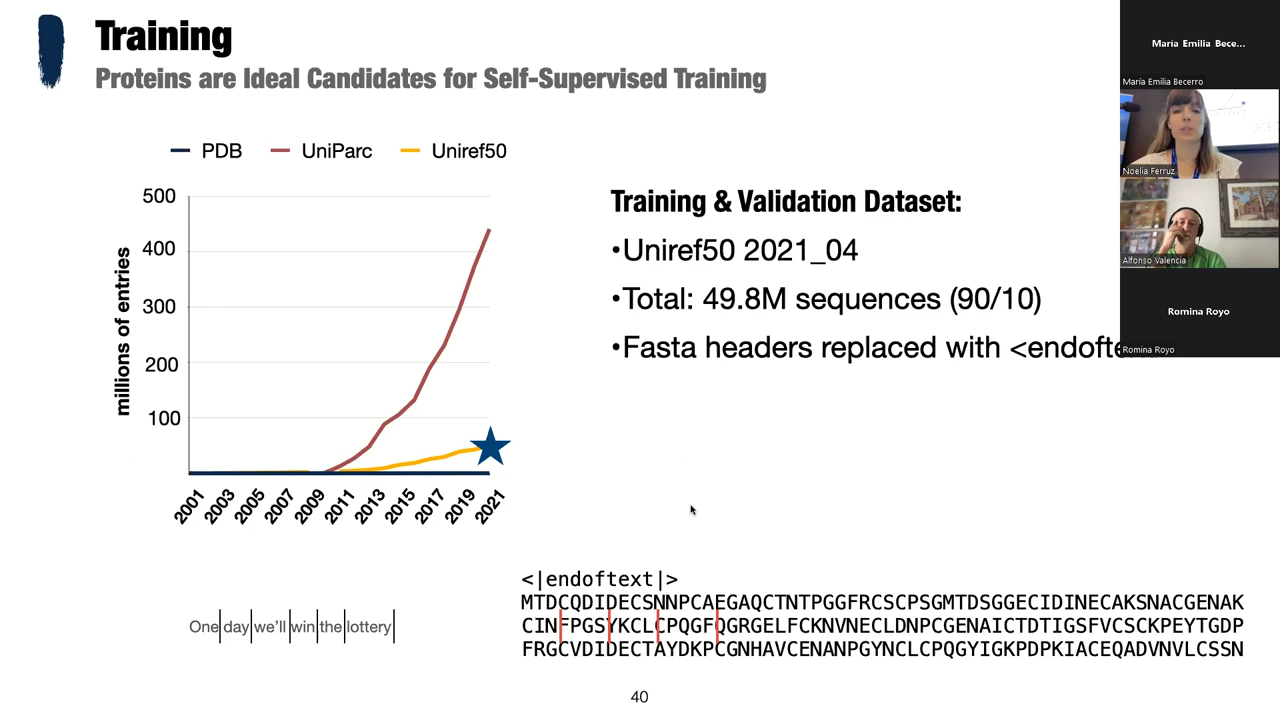 Training
Proteins are Ideal Candidates for Self-Supervised Training
PDB UniParc Uniref50
500
400
300
200
100
millions of entries
2001 2003 2005 2007 2009 2011 2013 2015 2017 2019 2021
Training & Validation Dataset:
•Uniref50 2021_04
•Total: 49.8M sequences (90/10)
•Fasta headers replaced with <endofte
María Emilia Bece...
María Emilia Becerro
Noelia Ferruz
Alfonso Valencia
Romina Royo
Romina Royo
One day we'll win the lottery
<|endoftext|>
MTDCQDIDECSNNPCAEGAQCTNTPGGFRCSCPSGMTDSGGECIDINECAKSNACGENAK
CINFPGSYKCLCPQGFQGRGELFCKNVNECLDNPCGENAICTDTIGSFVCSCKPEYTGDP
FRGCVDIDECTAYDKPCGNHAVCENANPGYNCLCPQGYIGKPDPKIACEQADVNVLCSSN
40